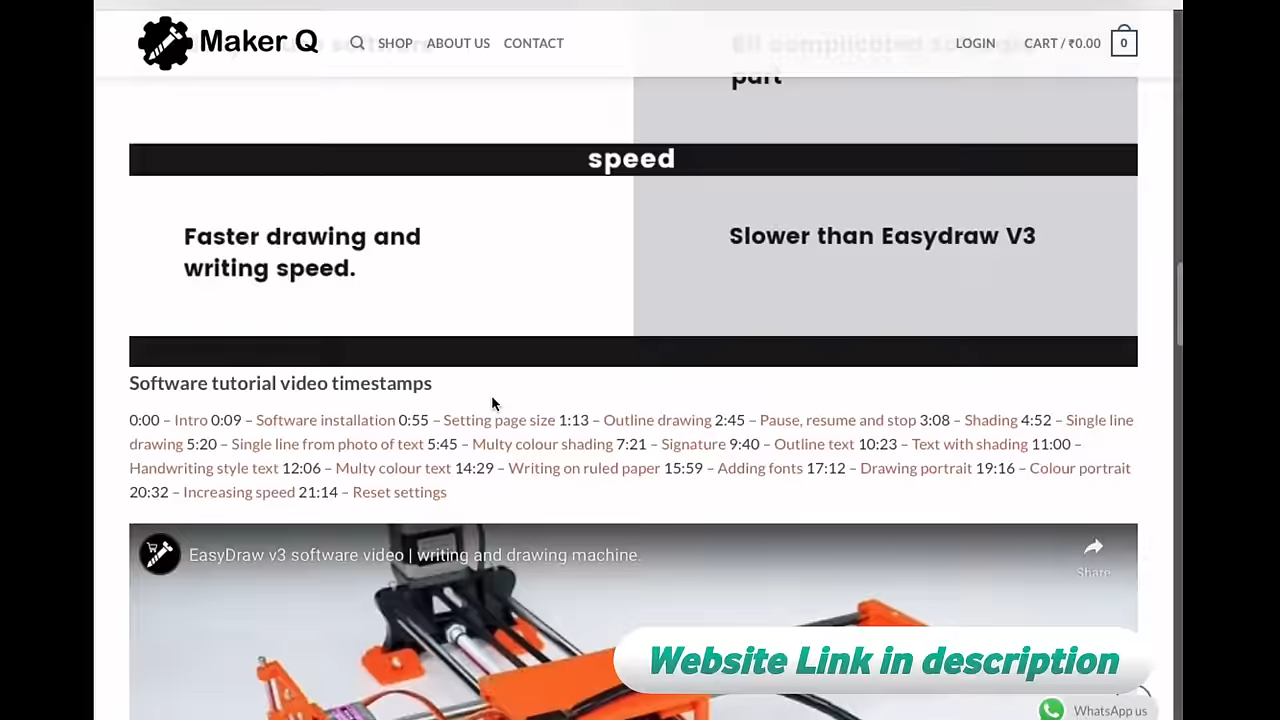 Maker Q
SHOP ABOUT US CONTACT
LOGIN CART / ₹0.00 0
part
speed
Faster drawing and
writing speed.
Slower than Easydraw V3
Software tutorial video timestamps
0:00 – Intro 0:09 – Software installation 0:55 – Setting page size 1:13 – Outline drawing 2:45 – Pause, resume and stop 3:08 – Shading 4:52 – Single line
drawing 5:20 – Single line from photo of text 5:45 – Multy colour shading 7:21 – Signature 9:40 – Outline text 10:23 – Text with shading 11:00 –
Handwriting style text 12:06 – Multy colour text 14:29 – Writing on ruled paper 15:59 – Adding fonts 17:12 – Drawing portrait 19:16 – Colour portrait
20:32 – Increasing speed 21:14 – Reset settings
EasyDraw v3 software video | writing and drawing machine.
Share
Website Link in description
WhatsApp us